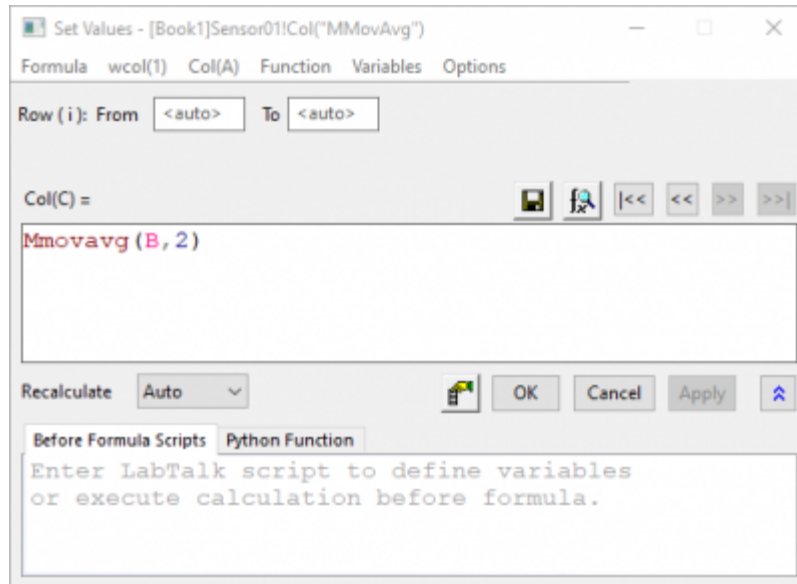 Set Values - [Book1]Sensor01!Col("MMovAvg")
Formula wcol(1) Col(A) Function Variables Options
Row (i): From <auto> To <auto>
Col(C) = |<< << >> >>|
Mmovavg(B,2)
Recalculate Auto OK Cancel Apply
Before Formula Scripts Python Function
Enter LabTalk script to define variables
or execute calculation before formula.